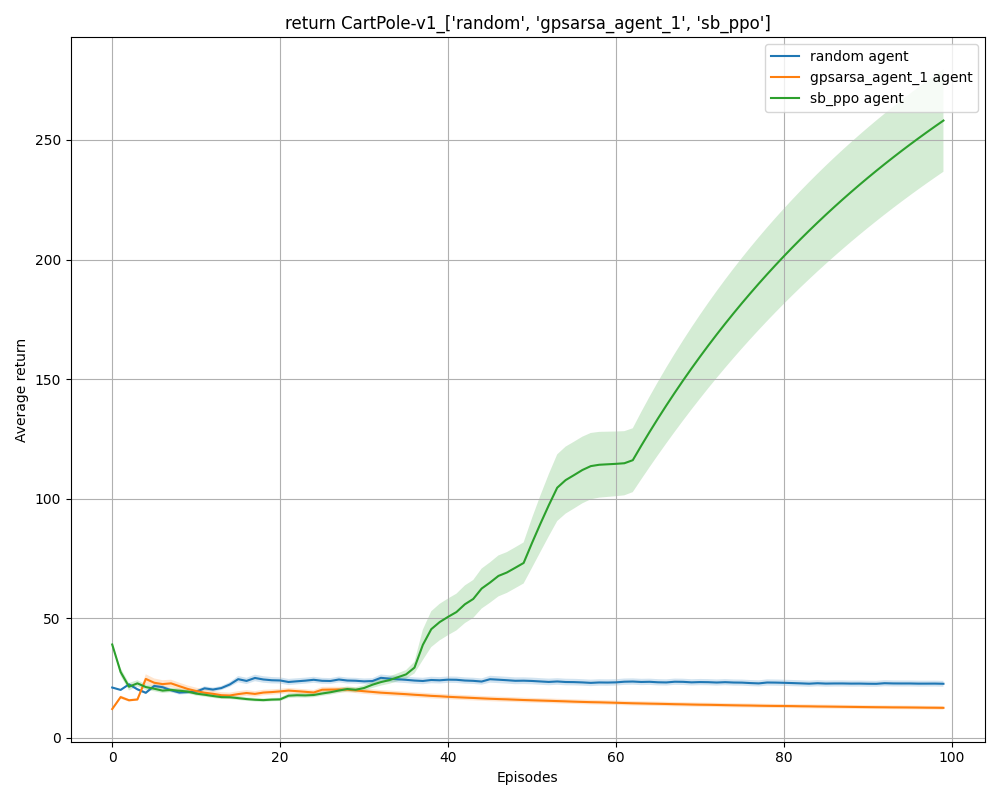 return CartPole-v1_['random', 'gpsarsa_agent_1', 'sb_ppo']
random agent
gpsarsa_agent_1 agent
sb_ppo agent
Average return
250
200
150
100
50
0
0 20 40 60 80 100
Episodes